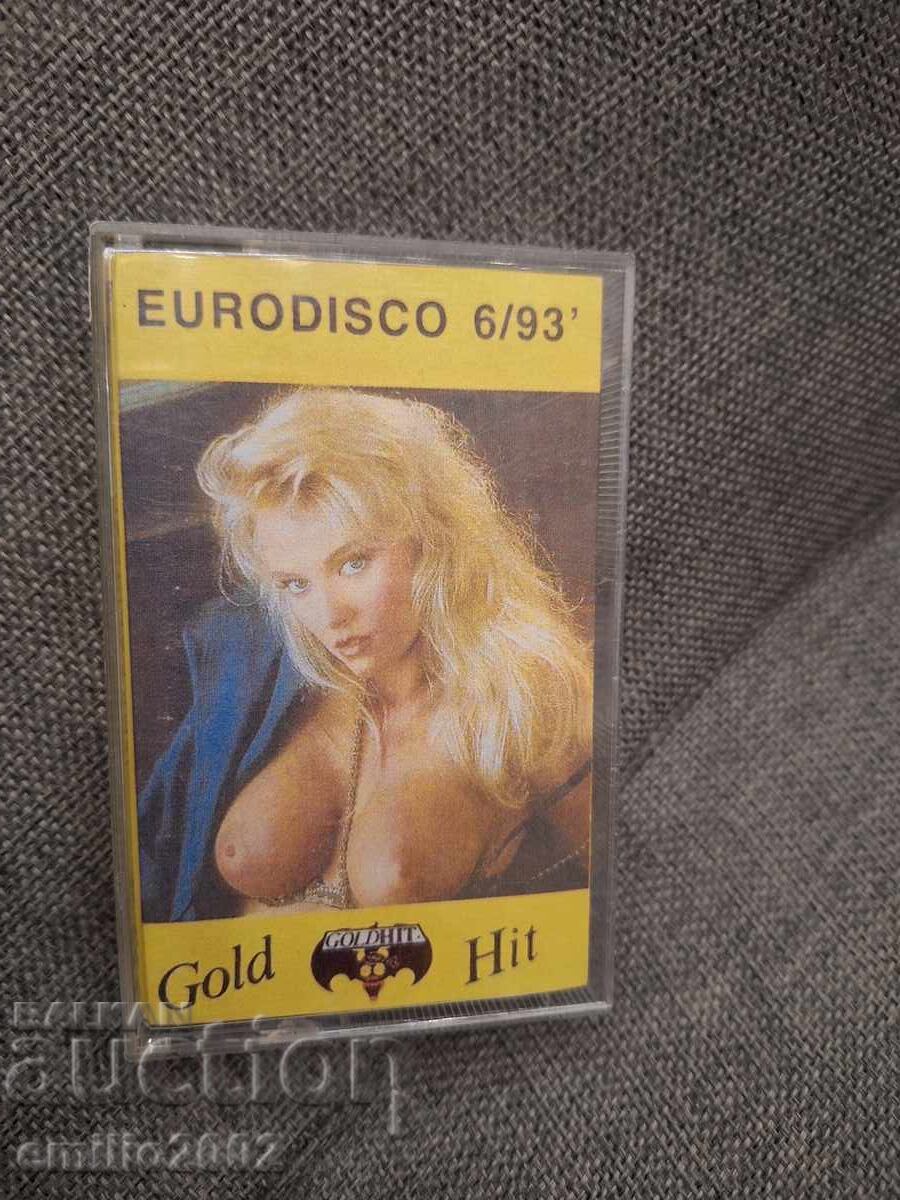 EURODISCO 6/93'
GOLDHIT
Gold Hit
BALKAN
auction
emilio2002